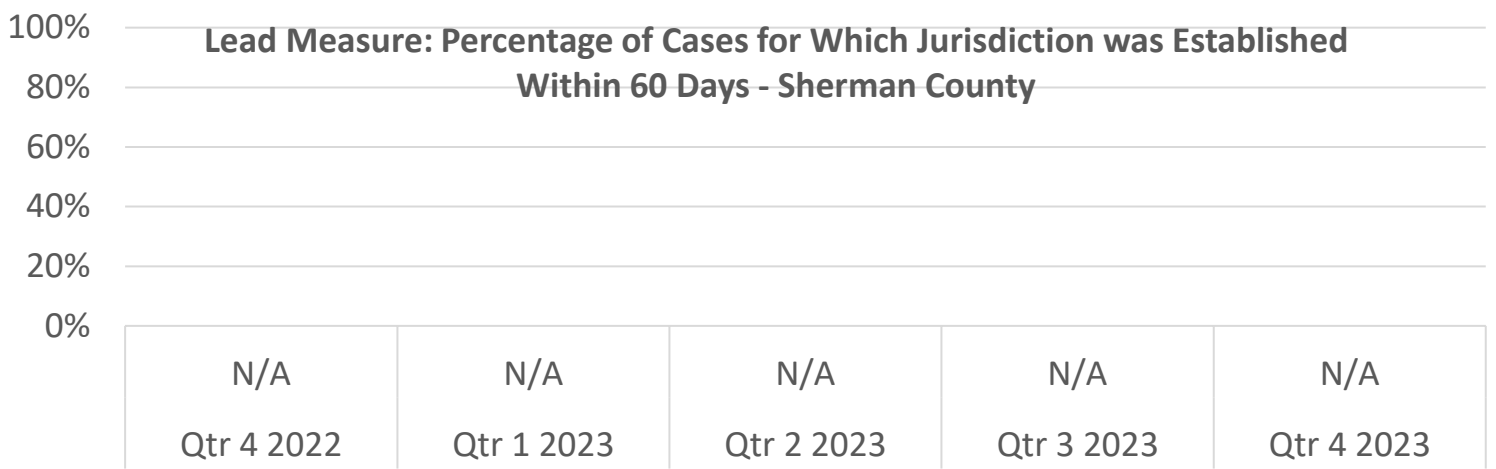 Lead Measure: Percentage of Cases for Which Jurisdiction was Established
Within 60 Days - Sherman County
100%
80%
60%
40%
20%
0%
N/A N/A N/A N/A N/A
Qtr 4 2022 Qtr 1 2023 Qtr 2 2023 Qtr 3 2023 Qtr 4 2023